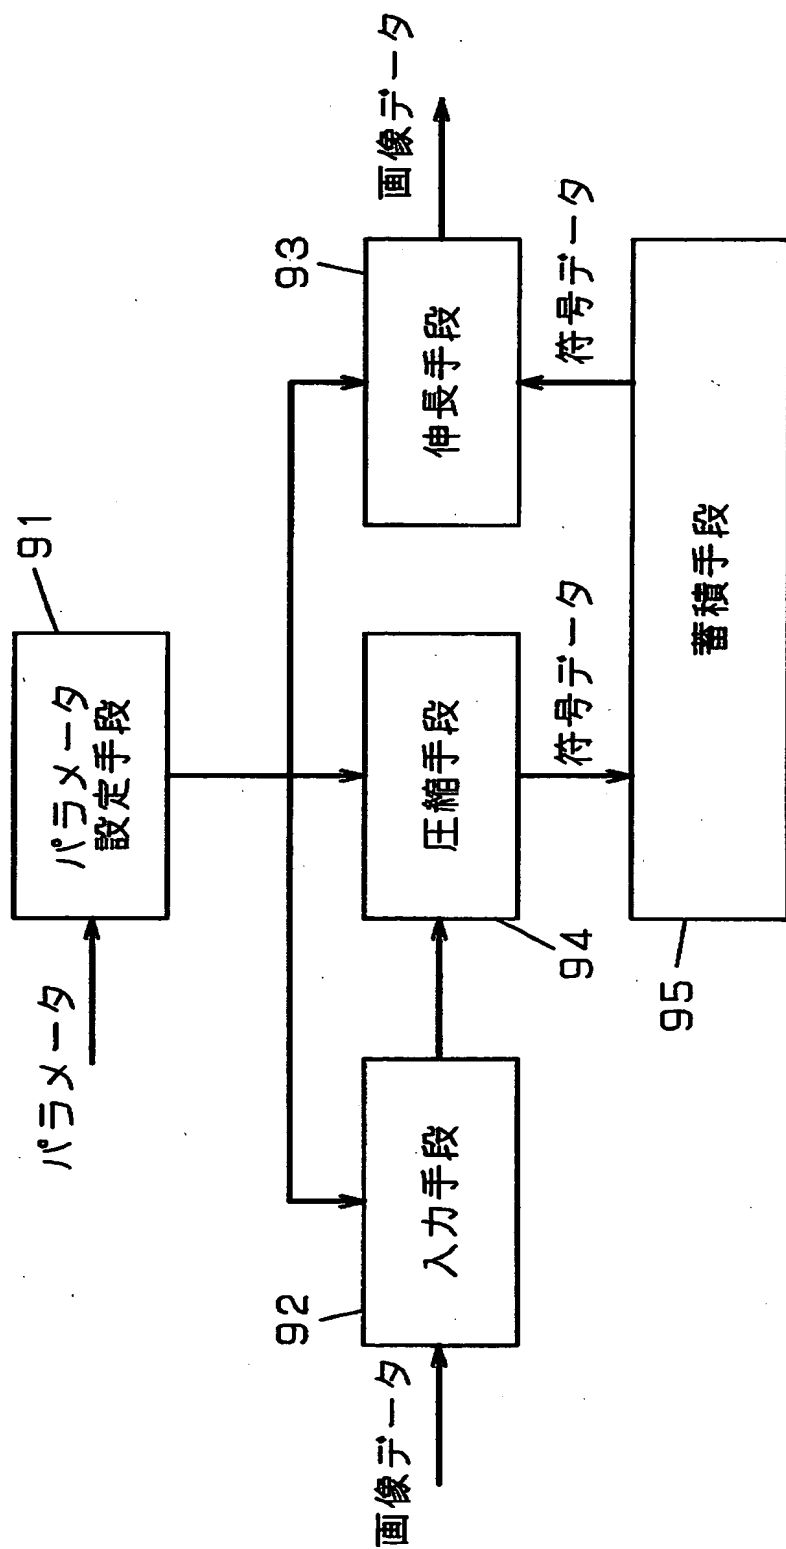 パラメータ
パラメータ
設定手段
91
画像データ
92
入力手段
圧縮手段
94
93
伸長手段
画像データ
符号データ
符号データ
95
蓄積手段